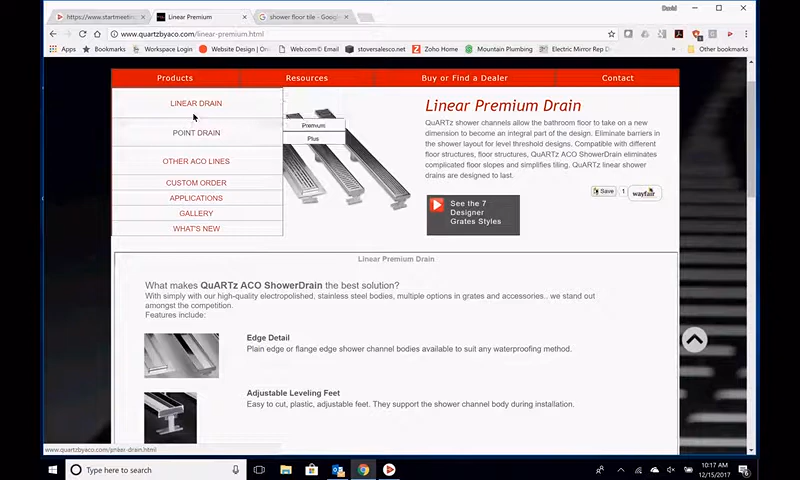 David
https://www.startmeeting
Linear Premium
shower floor tile - Goog
www.quartzbyaco.com/linear-premium.html
Apps
Bookmarks
Workspace Login
Website Design | On
Web.com© Email
stoversalesco.net
Zoho Home
Mountain Plumbing
Electric Mirror Rep D
Other bookmarks
Products
Resources
Buy or Find a Dealer
Contact
LINEAR DRAIN
POINT DRAIN
OTHER ACO LINES
CUSTOM ORDER
APPLICATIONS
GALLERY
WHAT'S NEW
Premium
Plus
Linear Premium Drain
QuARTz shower channels allow the bathroom floor to take on a new
dimension to become an integral part of the design. Eliminate barriers in
the shower layout for level threshold designs. Compatible with different
floor structures, floor structures, QuARTz ACO ShowerDrain eliminates
complicated floor slopes and simplifies tiling. QuARTz linear shower
drains are designed to last.
Save
1
wayfair
See the 7
Designer
Grates Styles
Linear Premium Drain
What makes QuARTz ACO ShowerDrain the best solution?
With simply with our high-quality electropolished, stainless steel bodies, multiple options in grates and accessories.. we stand out
amongst the competition.
Features include:
Edge Detail
Plain edge or flange edge shower channel bodies available to suit any waterproofing method.
Adjustable Leveling Feet
Easy to cut, plastic, adjustable feet. They support the shower channel body during installation.
Type here to search
10:17 AM
12/15/2017